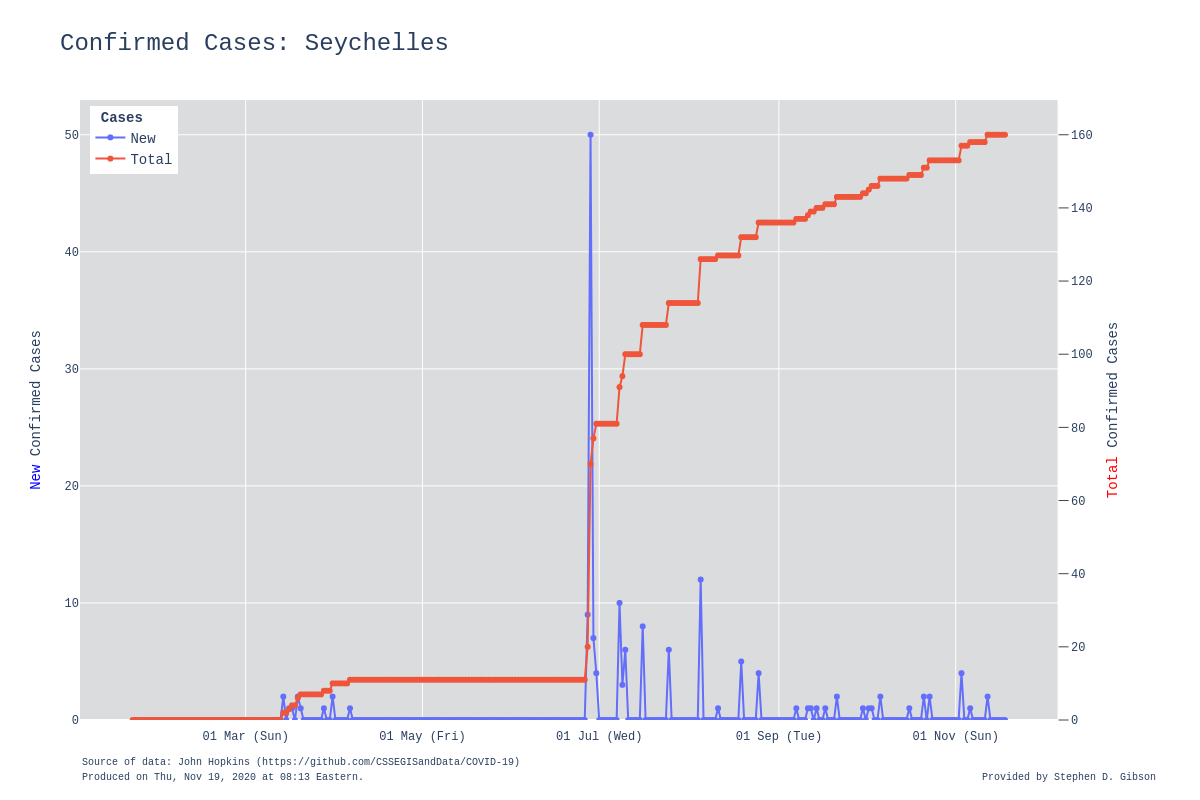 Confirmed Cases: Seychelles
Cases
New
Total
50
40
30
20
10
0
160
140
120
100
80
60
40
20
0
New Confirmed Cases
Total Confirmed Cases
01 Mar (Sun)
01 May (Fri)
01 Jul (Wed)
01 Sep (Tue)
01 Nov (Sun)
Source of data: John Hopkins (https://github.com/CSSEGISandData/COVID-19)
Produced on Thu, Nov 19, 2020 at 08:13 Eastern.
Provided by Stephen D. Gibson